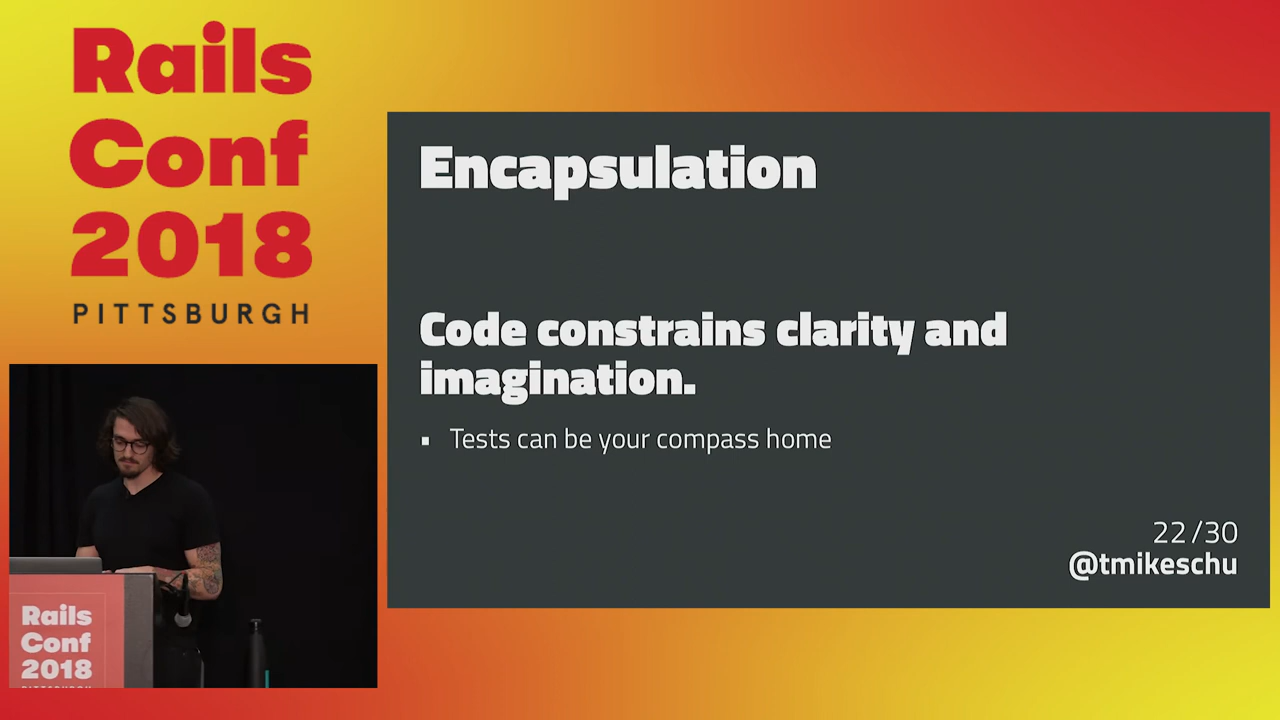 Rails
Conf
2018
PITTSBURGH
Encapsulation
Code constrains clarity and
imagination.
▪ Tests can be your compass home
22/30
@tmikeschu
Rails
Conf
2018
PITTSBURGH